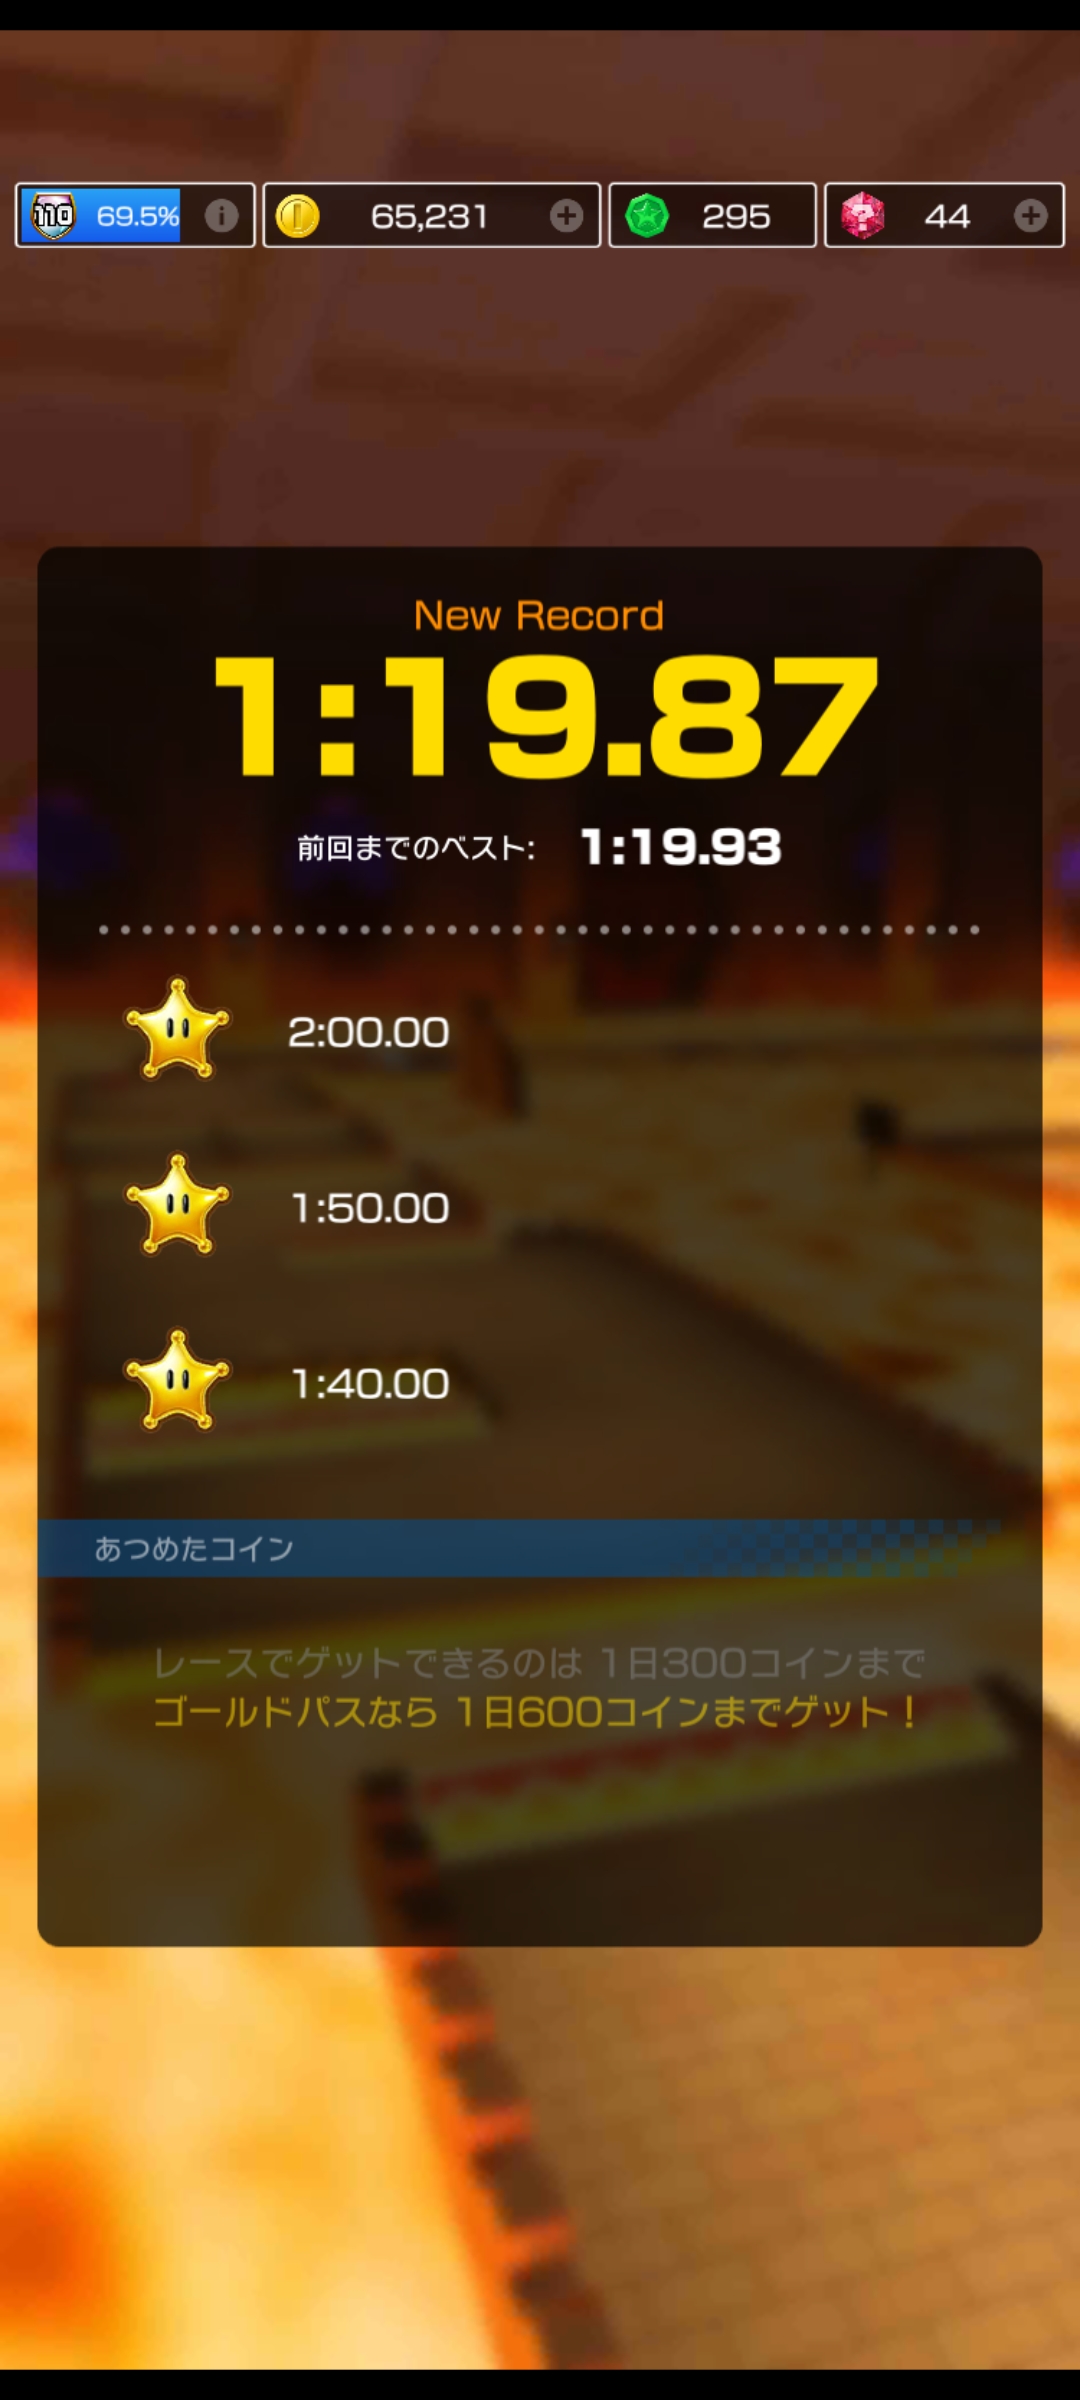 110 69.5% 65,231 295 44
New Record
1:19.87
前回までのベスト: 1:19.93
2:00.00
1:50.00
1:40.00
あつめたコイン
レースでゲットできるのは 1日300コインまで
ゴールドパスなら 1日600コインまでゲット！